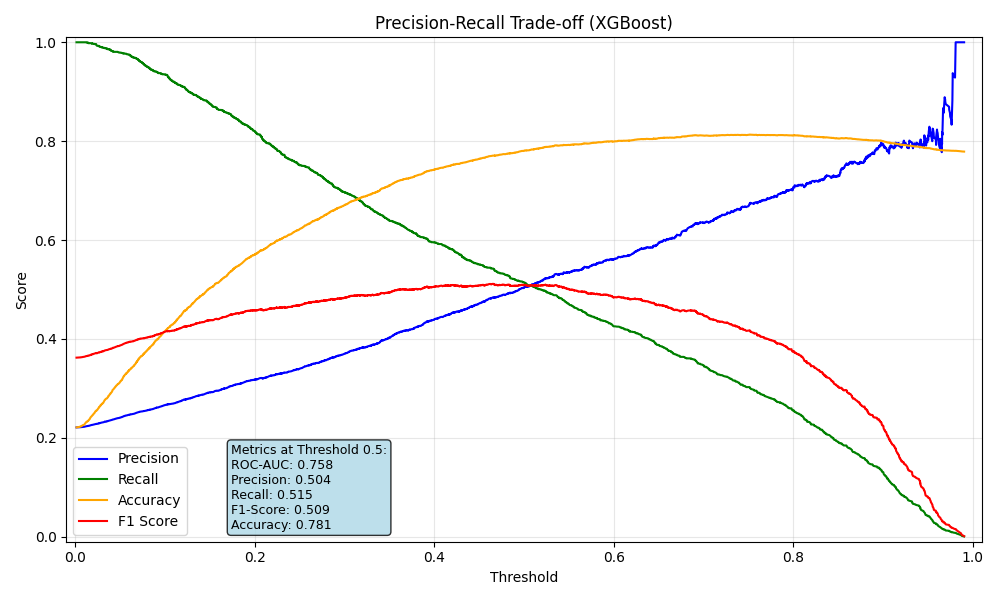 Precision-Recall Trade-off (XGBoost)
Score
1.0
0.8
0.6
0.4
0.2
0.0
Precision
Recall
Accuracy
F1 Score
Metrics at Threshold 0.5:
ROC-AUC: 0.758
Precision: 0.504
Recall: 0.515
F1-Score: 0.509
Accuracy: 0.781
0.0 0.2 0.4 0.6 0.8 1.0
Threshold